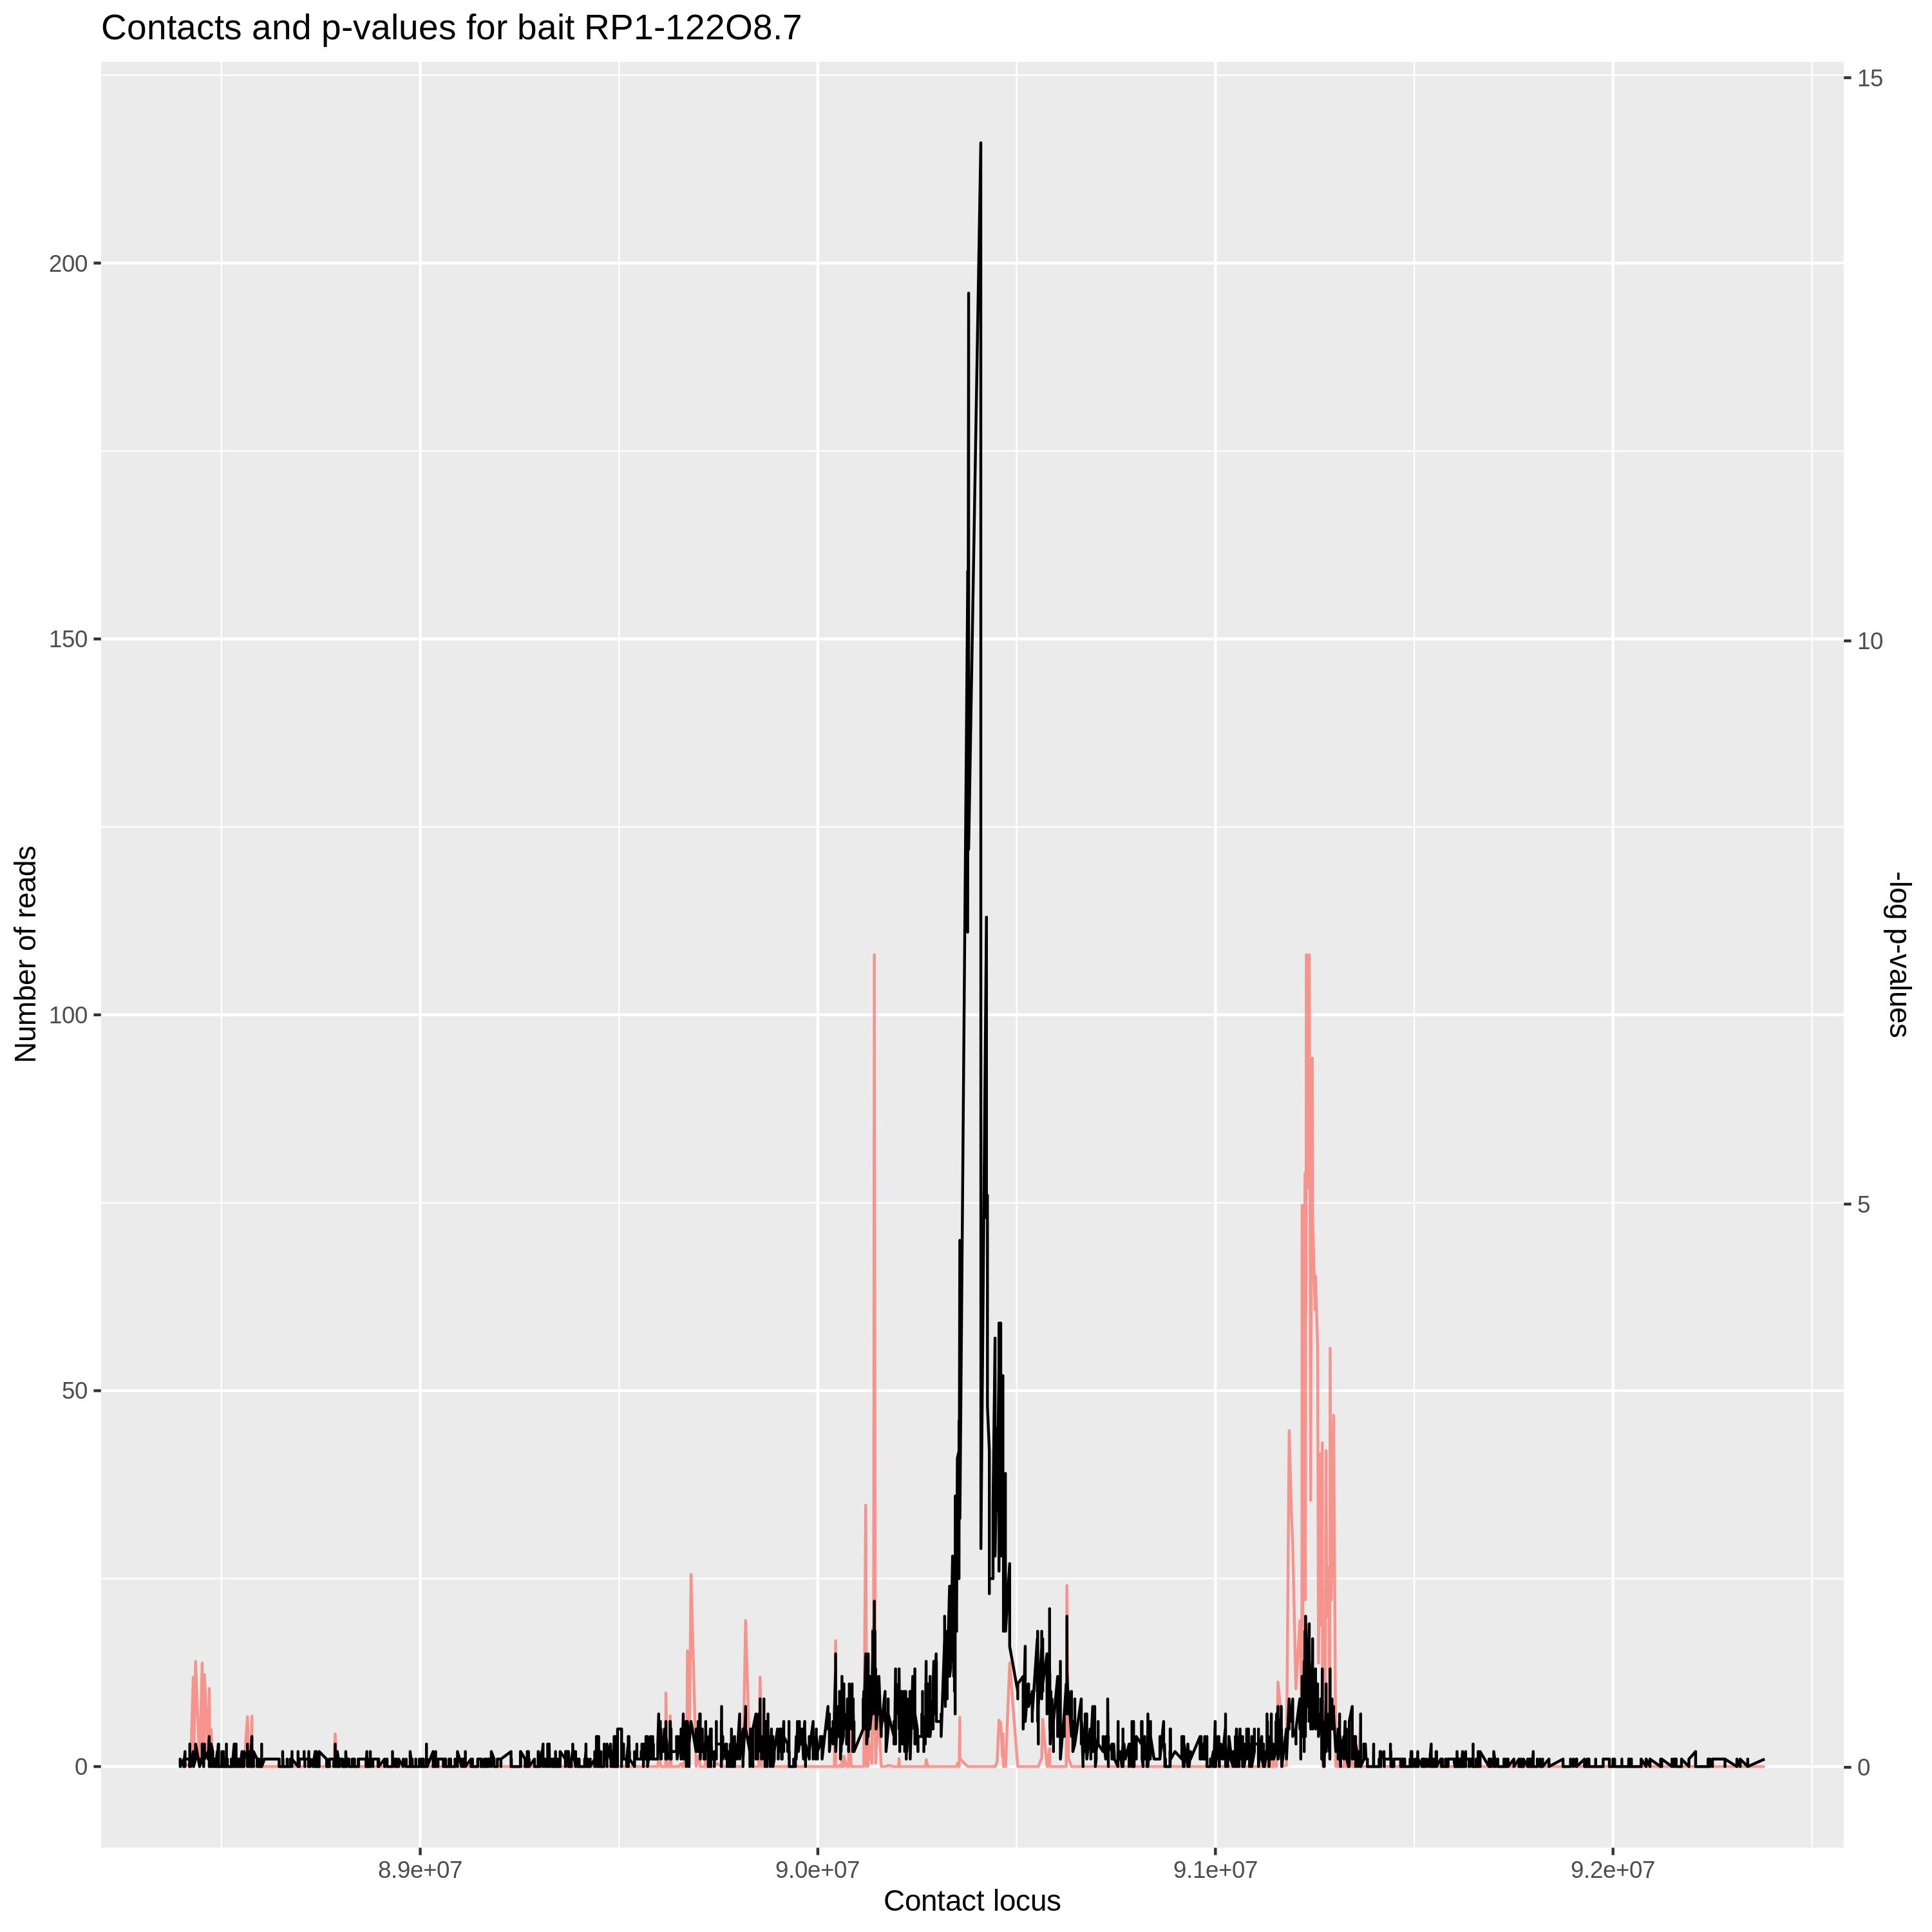 Contacts and p-values for bait RP1-122O8.7
15
200
150
10
Number of reads
-log p-values
100
5
50
0
0
8.9e+07
9.0e+07
9.1e+07
9.2e+07
Contact locus